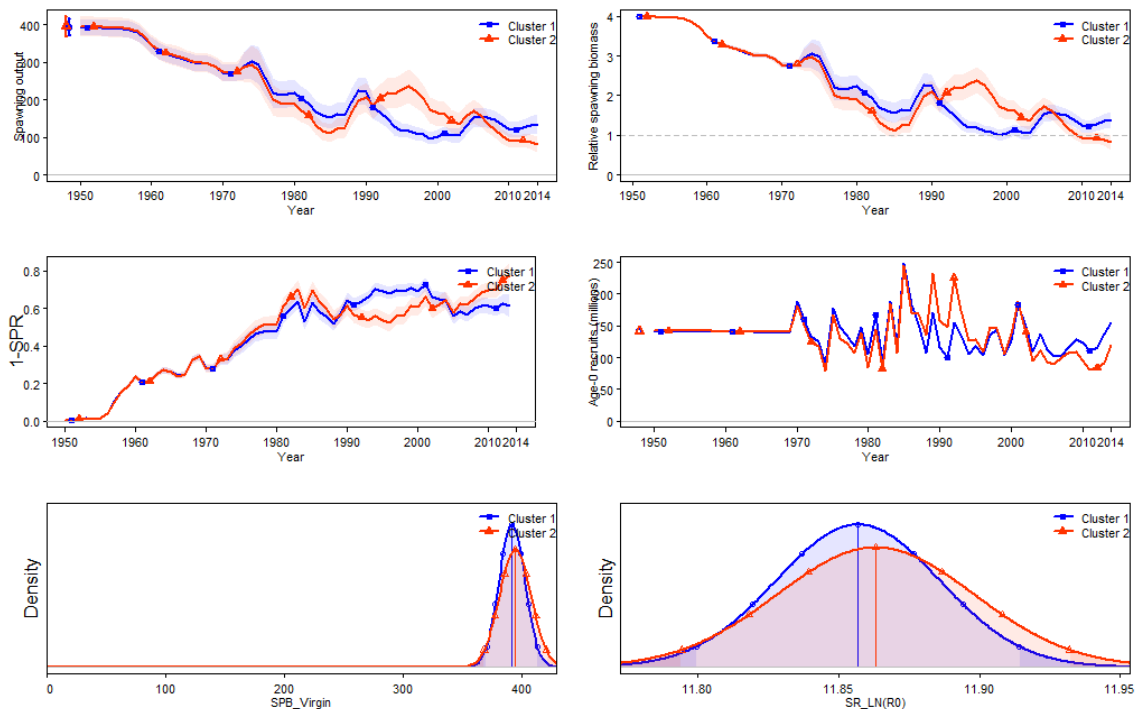 Spawning output
400
300
200
100
0
Cluster 1
Cluster 2
1950
1960
1970
1980
1990
2000
2010 2014
Year
Relative spawning biomass
4
3
2
1
0
Cluster 1
Cluster 2
1950
1960
1970
1980
1990
2000
2010 2014
Year
1-SPR
0.8
0.6
0.4
0.2
0.0
Cluster 1
Cluster 2
1950
1960
1970
1980
1990
2000
2010 2014
Year
Age-0 recruits (millions)
250
200
150
100
50
0
Cluster 1
Cluster 2
1950
1960
1970
1980
1990
2000
2010 2014
Year
Density
Cluster 1
Cluster 2
0
100
200
300
400
SPB_Virgin
Density
Cluster 1
Cluster 2
11.80
11.85
11.90
11.95
SR_LN(R0)